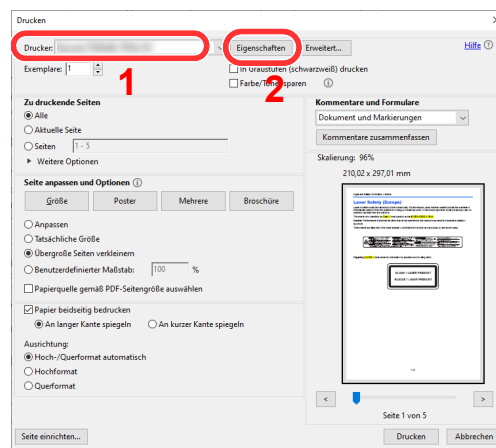 Drucken
Drucker:
Eigenschaften
Erweitert...
Hilfe
Exemplare: 1
1
2
In Graustufen (schwarzweiß) drucken
Farbe/Toner sparen
Zu druckende Seiten
Alle
Aktuelle Seite
Seiten 1 - 5
Weitere Optionen
Kommentare und Formulare
Dokument und Markierungen
Kommentare zusammenfassen
Skalierung: 96%
210,02 x 297,01 mm
Seite anpassen und Optionen
Größe Poster Mehrere Broschüre
Anpassen
Tatsächliche Größe
Übergroße Seiten verkleinern
Benutzerdefinierter Maßstab: 100 %
Papierquelle gemäß PDF-Seitengröße auswählen
Papier beidseitig bedrucken
An langer Kante spiegeln An kurzer Kante spiegeln
Ausrichtung:
Hoch-/Querformat automatisch
Hochformat
Querformat
Laser Safety (Europe)
CLASS 1 LASER PRODUCT
< >
Seite 1 von 5
Seite einrichten...
Drucken
Abbrechen